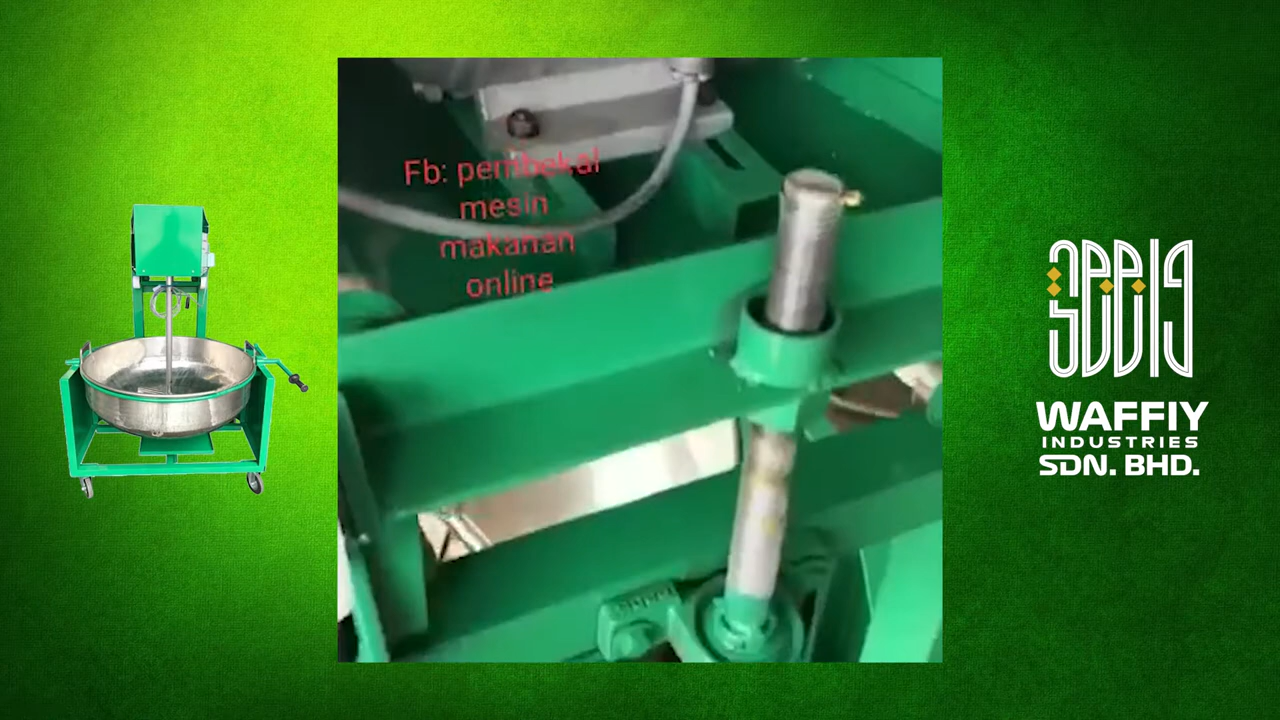 Fb: pembekal
mesin
makanan
online
WAFFIY
INDUSTRIES
SDN. BHD.